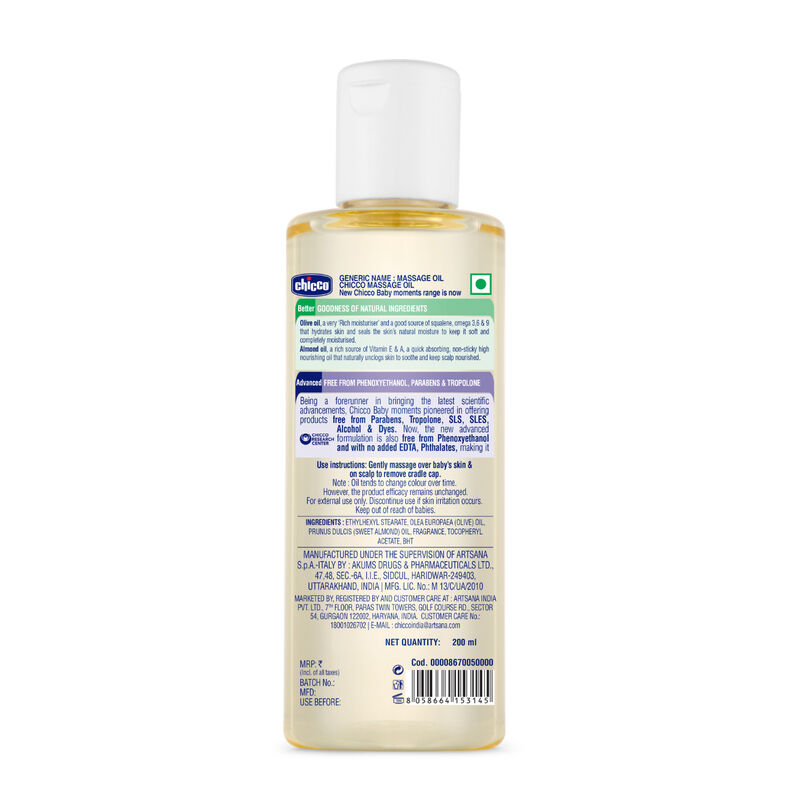 chicco
GENERIC NAME : MASSAGE OIL
CHICCO MASSAGE OIL
New Chicco Baby moments range is now
Better GOODNESS OF NATURAL INGREDIENTS
Olive oil, a very 'Rich moisturiser' and a good source of squalene, omega 3,6 & 9
that hydrates skin and seals the skin's natural moisture to keep it soft and
completely moisturised.
Almond oil, a rich source of Vitamin E & A, a quick absorbing, non-sticky high
nourishing oil that naturally unclogs skin to soothe and keep scalp nourished.
Advanced FREE FROM PHENOXYETHANOL, PARABENS & TROPOLONE
Being a forerunner in bringing the latest scientific
advancements, Chicco Baby moments pioneered in offering
products free from Parabens, Tropolone, SLS, SLES,
Alcohol & Dyes. Now, the new advanced
formulation is also free from Phenoxyethanol
and with no added EDTA, Phthalates, making it
CHICCO
RESEARCH
CENTER
Use instructions: Gently massage over baby's skin &
on scalp to remove cradle cap.
Note : Oil tends to change colour over time.
However, the product efficacy remains unchanged.
For external use only. Discontinue use if skin irritation occurs.
Keep out of reach of babies.
INGREDIENTS : ETHYLHEXYL STEARATE, OLEA EUROPAEA (OLIVE) OIL,
PRUNUS DULCIS (SWEET ALMOND) OIL, FRAGRANCE, TOCOPHERYL
ACETATE, BHT
MANUFACTURED UNDER THE SUPERVISION OF ARTSANA
S.p.A.-ITALY BY : AKUMS DRUGS & PHARMACEUTICALS LTD.,
47,48, SEC.-6A, I.I.E., SIDCUL, HARIDWAR-249403,
UTTARAKHAND, INDIA | MFG. LIC. No.: M 13/C/UA/2010
MARKETED BY, REGISTERED BY AND CUSTOMER CARE AT : ARTSANA INDIA
PVT. LTD., 7TH FLOOR, PARAS TWIN TOWERS, GOLF COURSE RD., SECTOR
54, GURGAON 122002, HARYANA, INDIA. CUSTOMER CARE No.:
18001026702 | E-MAIL : chiccoindia@artsana.com
NET QUANTITY: 200 ml
MRP: ₹
(Incl. of all taxes)
BATCH No.:
MFD:
USE BEFORE:
Cod. 00008670050000
8 058664 153145